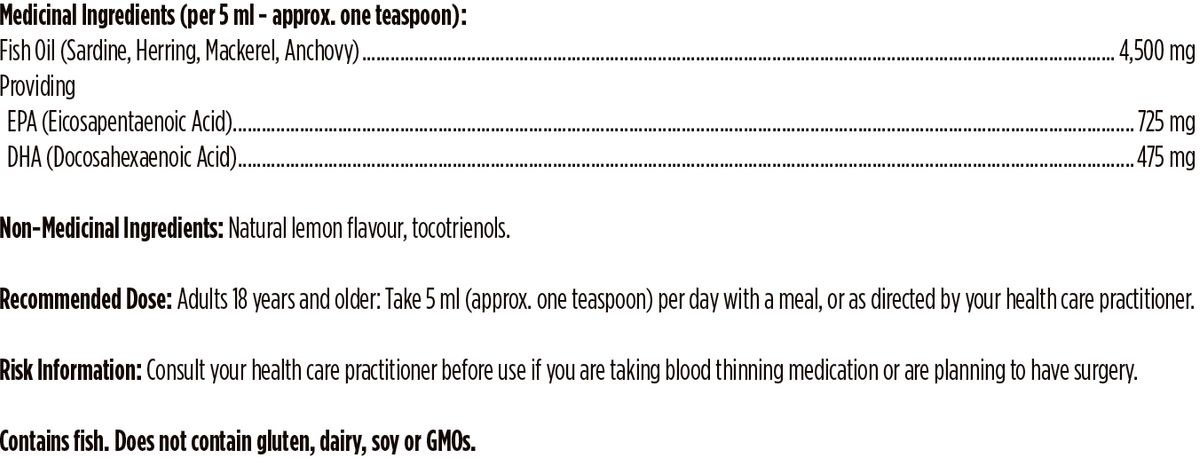 Medicinal Ingredients (per 5 ml - approx. one teaspoon):
Fish Oil (Sardine, Herring, Mackerel, Anchovy)........................................................................................................ 4,500 mg
Providing
EPA (Eicosapentaenoic Acid)........................................................................................................ 725 mg
DHA (Docosahexaenoic Acid)........................................................................................................ 475 mg
Non-Medicinal Ingredients: Natural lemon flavour, tocotrienols.
Recommended Dose: Adults 18 years and older: Take 5 ml (approx. one teaspoon) per day with a meal, or as directed by your health care practitioner.
Risk Information: Consult your health care practitioner before use if you are taking blood thinning medication or are planning to have surgery.
Contains fish. Does not contain gluten, dairy, soy or GMOs.